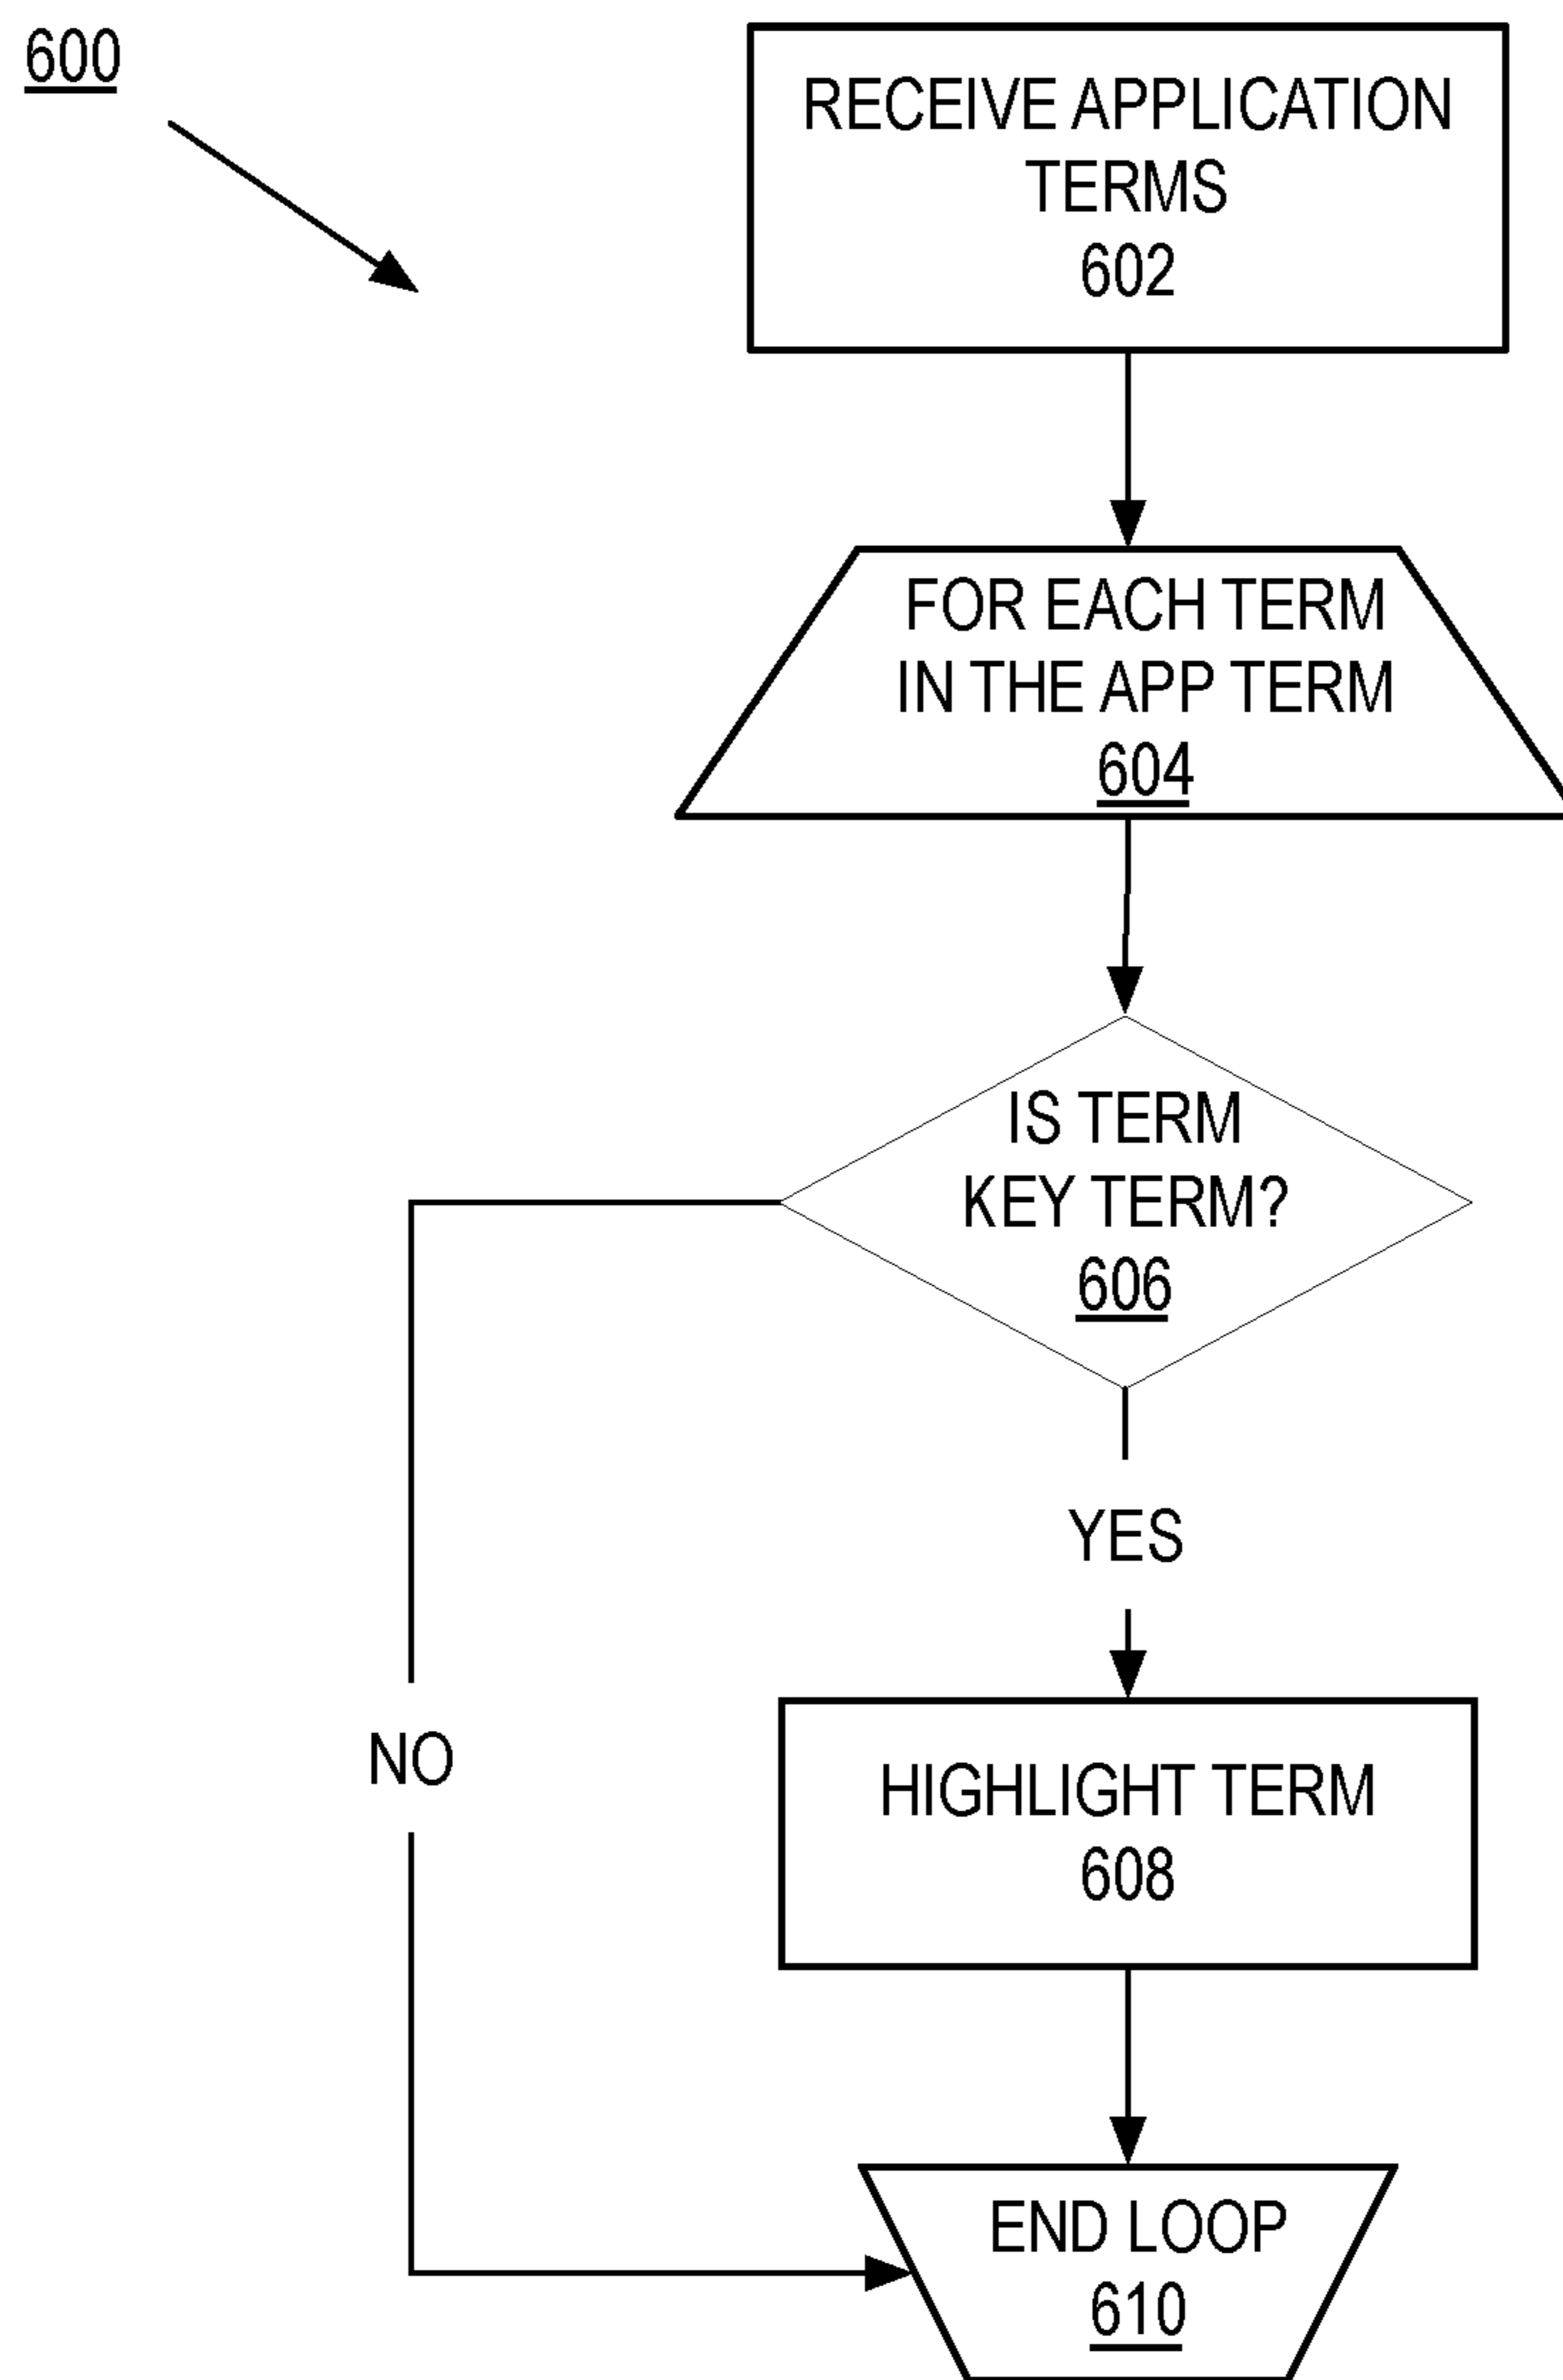 600
RECEIVE APPLICATION
TERMS
602
FOR EACH TERM
IN THE APP TERM
604
IS TERM
KEY TERM?
606
YES
NO
HIGHLIGHT TERM
608
END LOOP
610